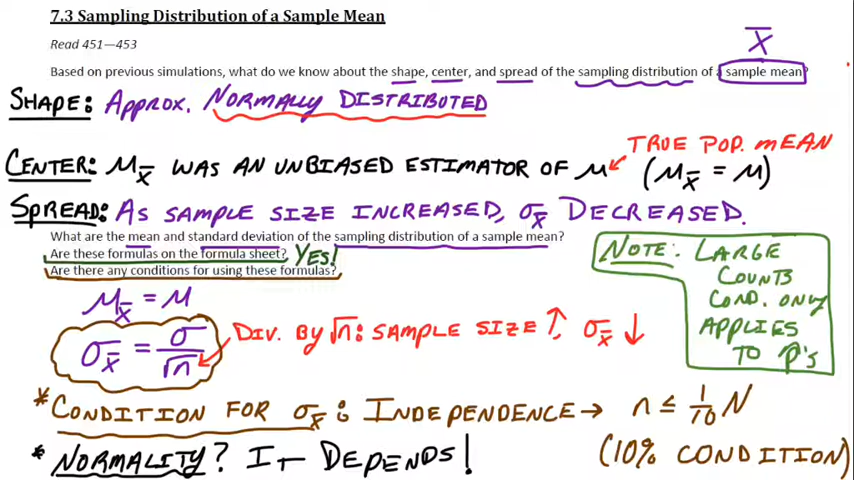 7.3 Sampling Distribution of a Sample Mean
Read 451—453
x̄
Based on previous simulations, what do we know about the shape, center, and spread of the sampling distribution of a sample mean?
SHAPE: APPROX. NORMALLY DISTRIBUTED
TRUE POP. MEAN
CENTER: μx̄ WAS AN UNBIASED ESTIMATOR OF μ (μx̄ = μ)
SPREAD: AS SAMPLE SIZE INCREASED, σx̄ DECREASED.
What are the mean and standard deviation of the sampling distribution of a sample mean?
Are these formulas on the formula sheet? YES!
Are there any conditions for using these formulas?
NOTE: LARGE
COUNTS
COND. ONLY
APPLIES
TO p̂'s
μx̄ = μ
σx̄ = σ/√n
DIV. BY √n: SAMPLE SIZE ↑, σx̄ ↓
* CONDITION FOR σx̄: INDEPENDENCE → n ≤ 1/10 N
(10% CONDITION)
* NORMALITY? IT DEPENDS!